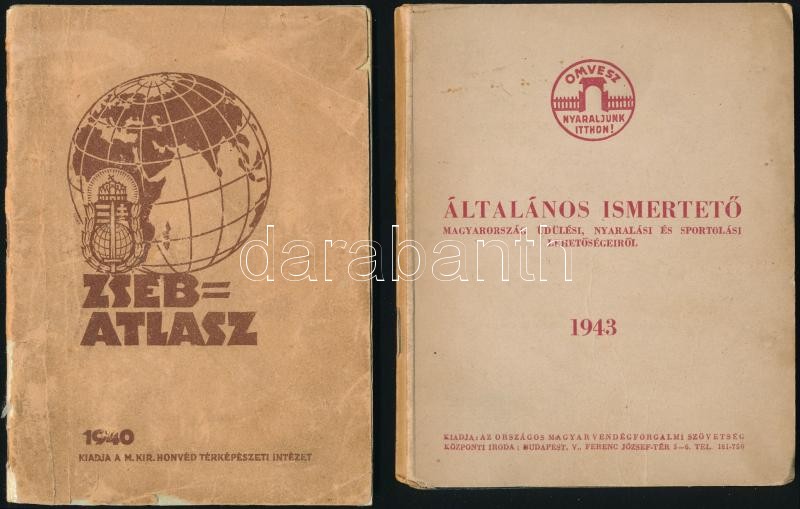 ZSEB=
ATLASZ
1940
KIADJA A M. KIR. HONVÉD TÉRKÉPÉSZETI INTÉZET
OMVESZ
NYARALJUNK
ITTHON!
ÁLTALÁNOS ISMERTETŐ
MAGYARORSZÁG ÜDÜLÉSI, NYARALÁSI ÉS SPORTOLÁSI
LEHETŐSÉGEIRŐL
1943
KIADJA: AZ ORSZÁGOS MAGYAR VENDÉGFORGALMI SZÖVETSÉG
KÖZPONTI IRODA: BUDAPEST, V., FERENC JÓZSEF-TÉR 5—6. TEL. 181-750
darabanth